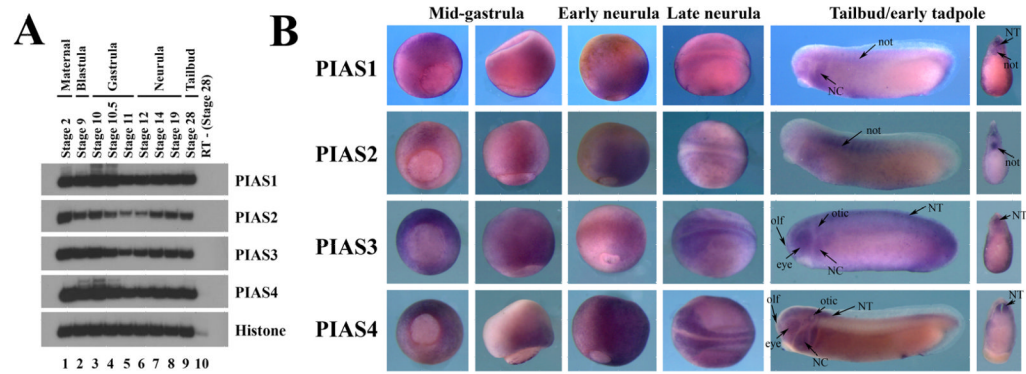 A
Maternal
Blastula
Gastrula
Neurula
Tailbud
Stage 2
Stage 9
Stage 10
Stage 10.5
Stage 11
Stage 12
Stage 14
Stage 19
Stage 28
RT - (Stage 28)
PIAS1
PIAS2
PIAS3
PIAS4
Histone
1 2 3 4 5 6 7 8 9 10
B
Mid-gastrula Early neurula Late neurula Tailbud/early tadpole
PIAS1
not
NC
NT
not
PIAS2
not
not
PIAS3
olf
otic
NT
eye
NC
NT
PIAS4
olf
otic
NT
eye
NC
NT